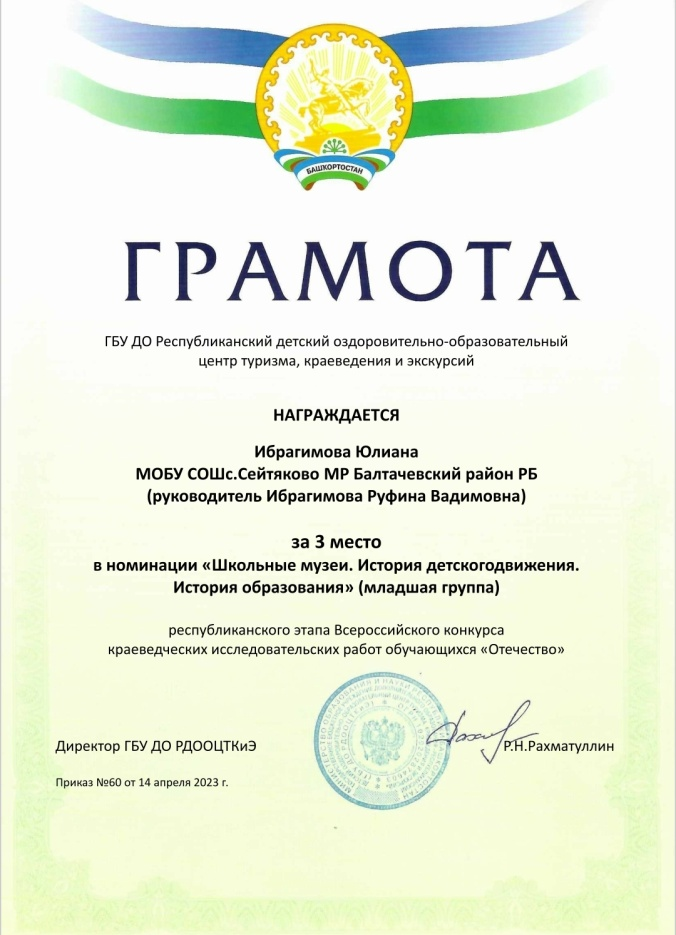 БАШКОРТОСТАН
ГРАМОТА
ГБУ ДО Республиканский детский оздоровительно-образовательный
центр туризма, краеведения и экскурсий
НАГРАЖДАЕТСЯ
Ибрагимова Юлиана
МОБУ СОШс.Сейтяково МР Балтачевский район РБ
(руководитель Ибрагимова Руфина Вадимовна)
за 3 место
в номинации «Школьные музеи. История детскогодвижения.
История образования» (младшая группа)
республиканского этапа Всероссийского конкурса
краеведческих исследовательских работ обучающихся «Отечество»
Директор ГБУ ДО РДООЦТКиЭ
Р.Н.Рахматуллин
Приказ №60 от 14 апреля 2023 г.